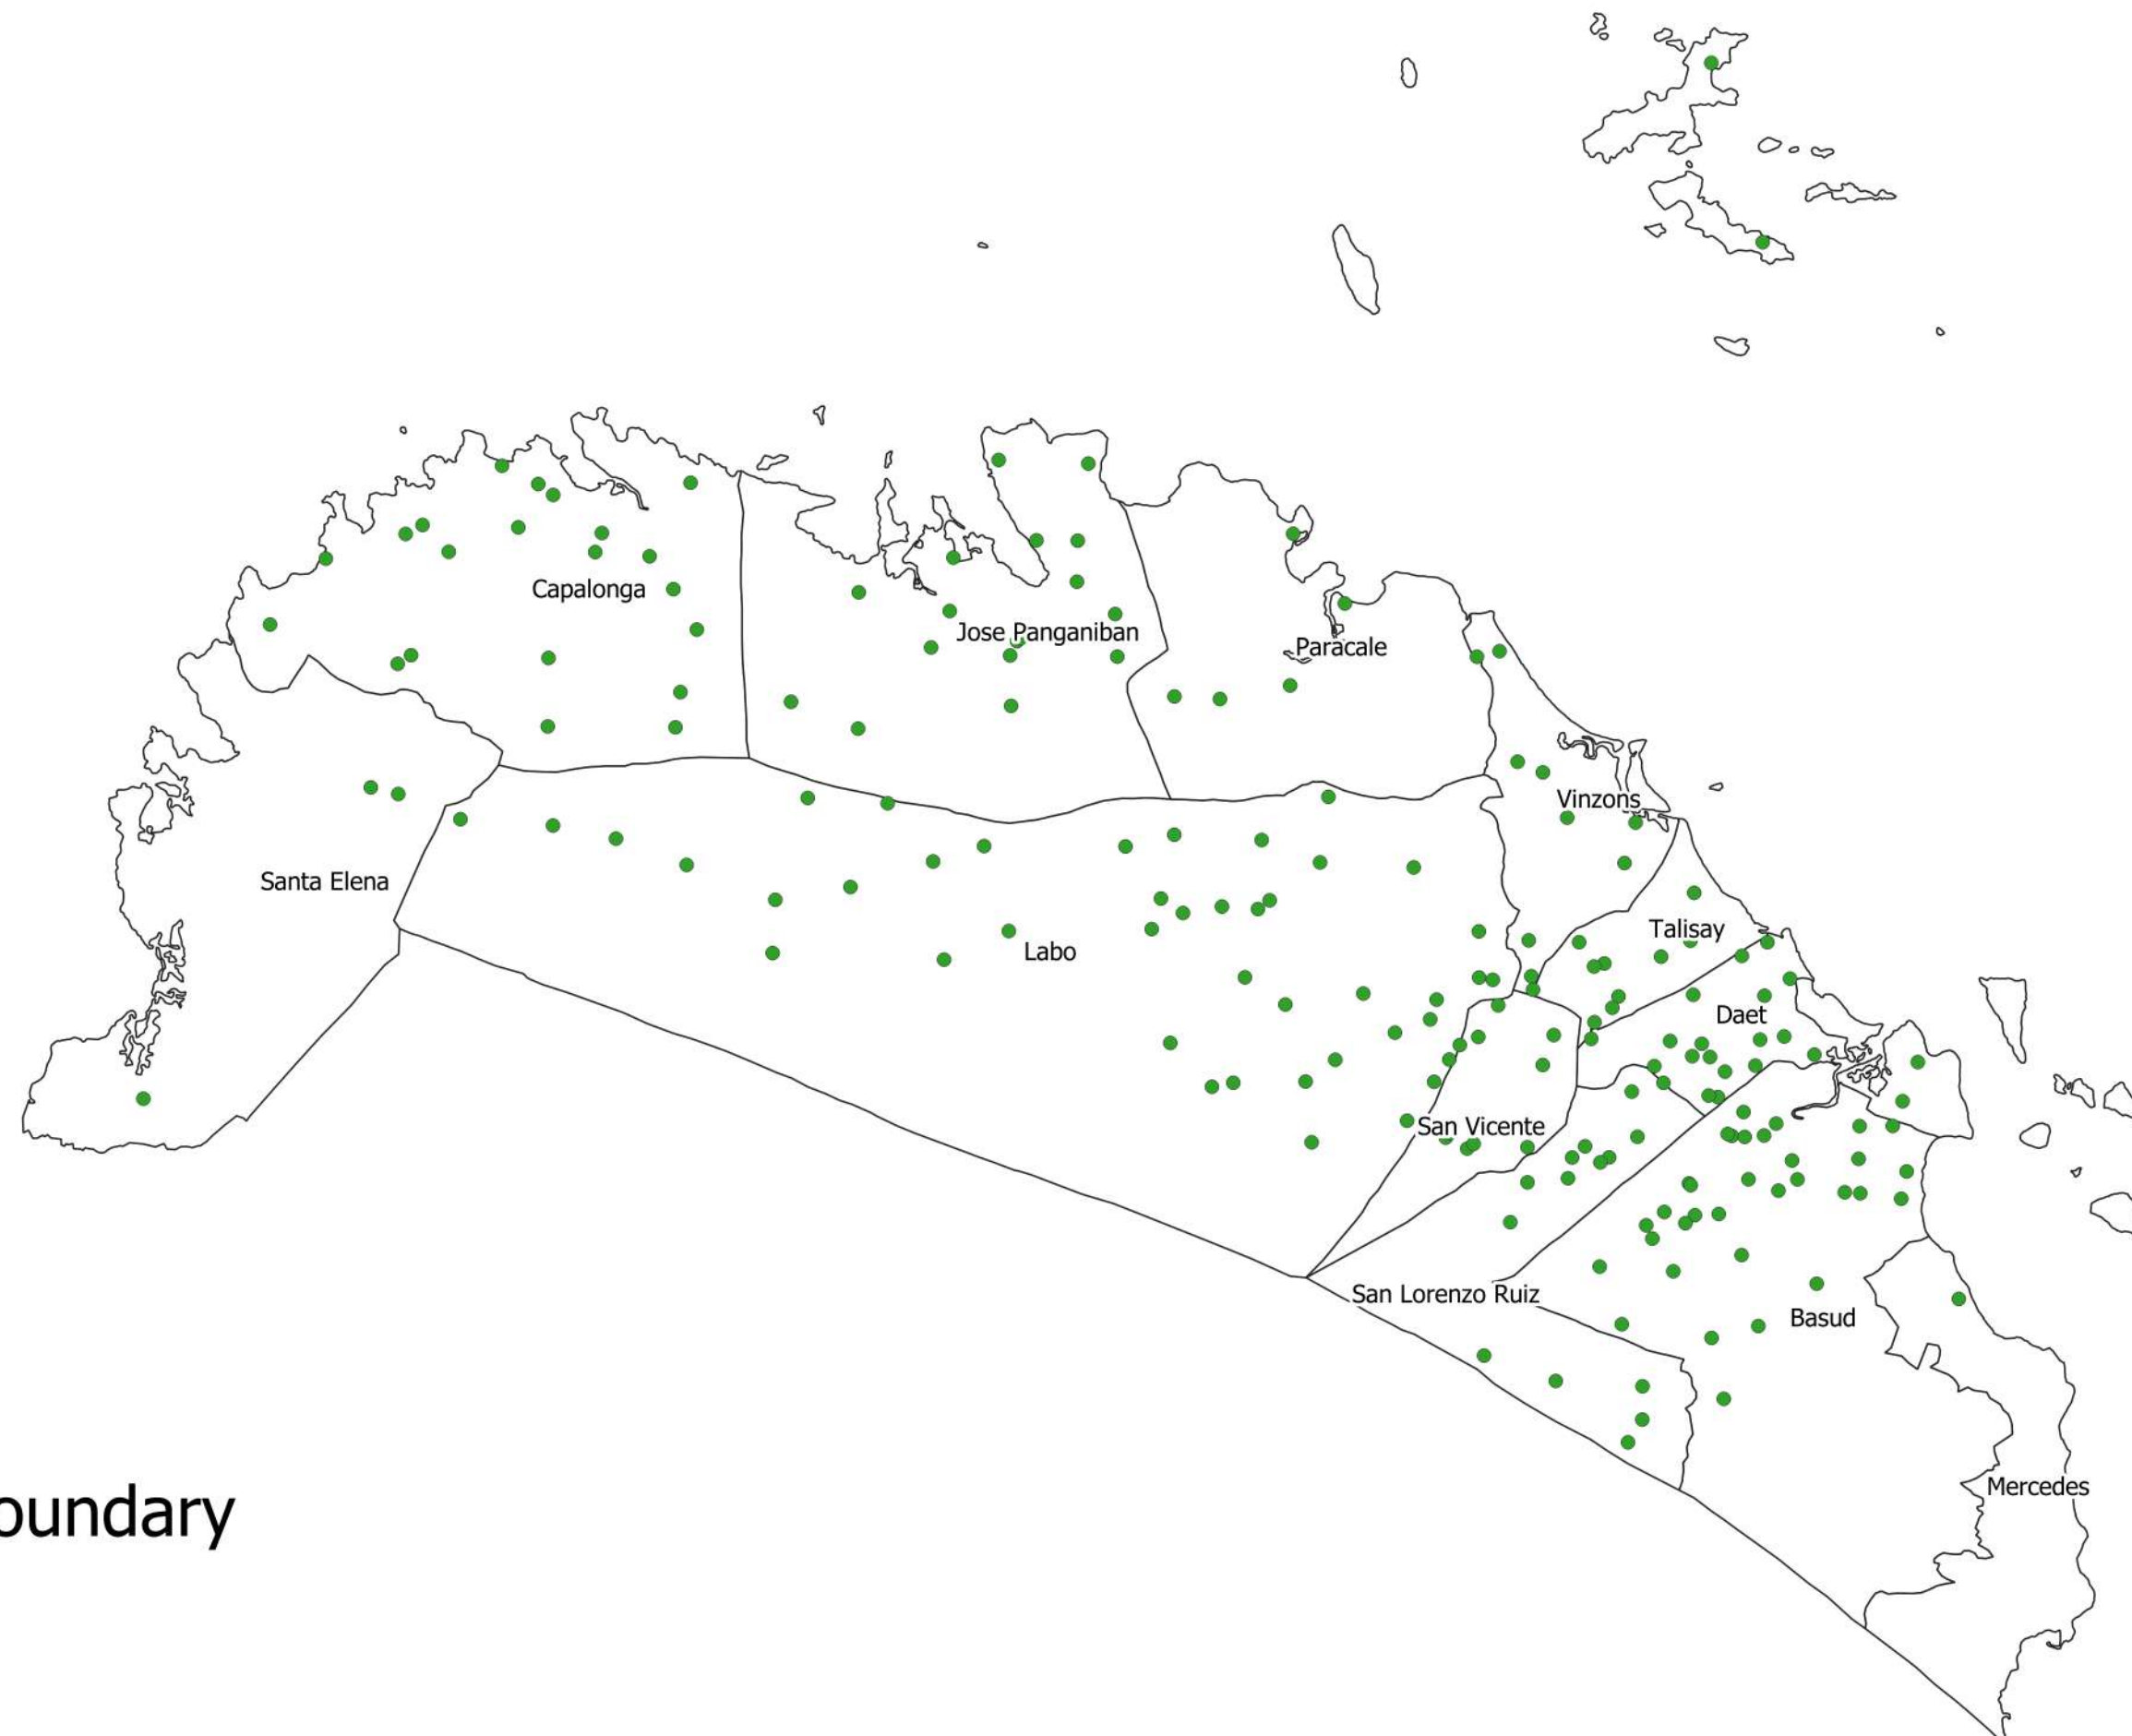 Capalonga
Jose Panganiban
Paracale
Vinzons
Santa Elena
Talisay
Labo
Daet
San Vicente
San Lorenzo Ruiz
Basud
Mercedes
oundary